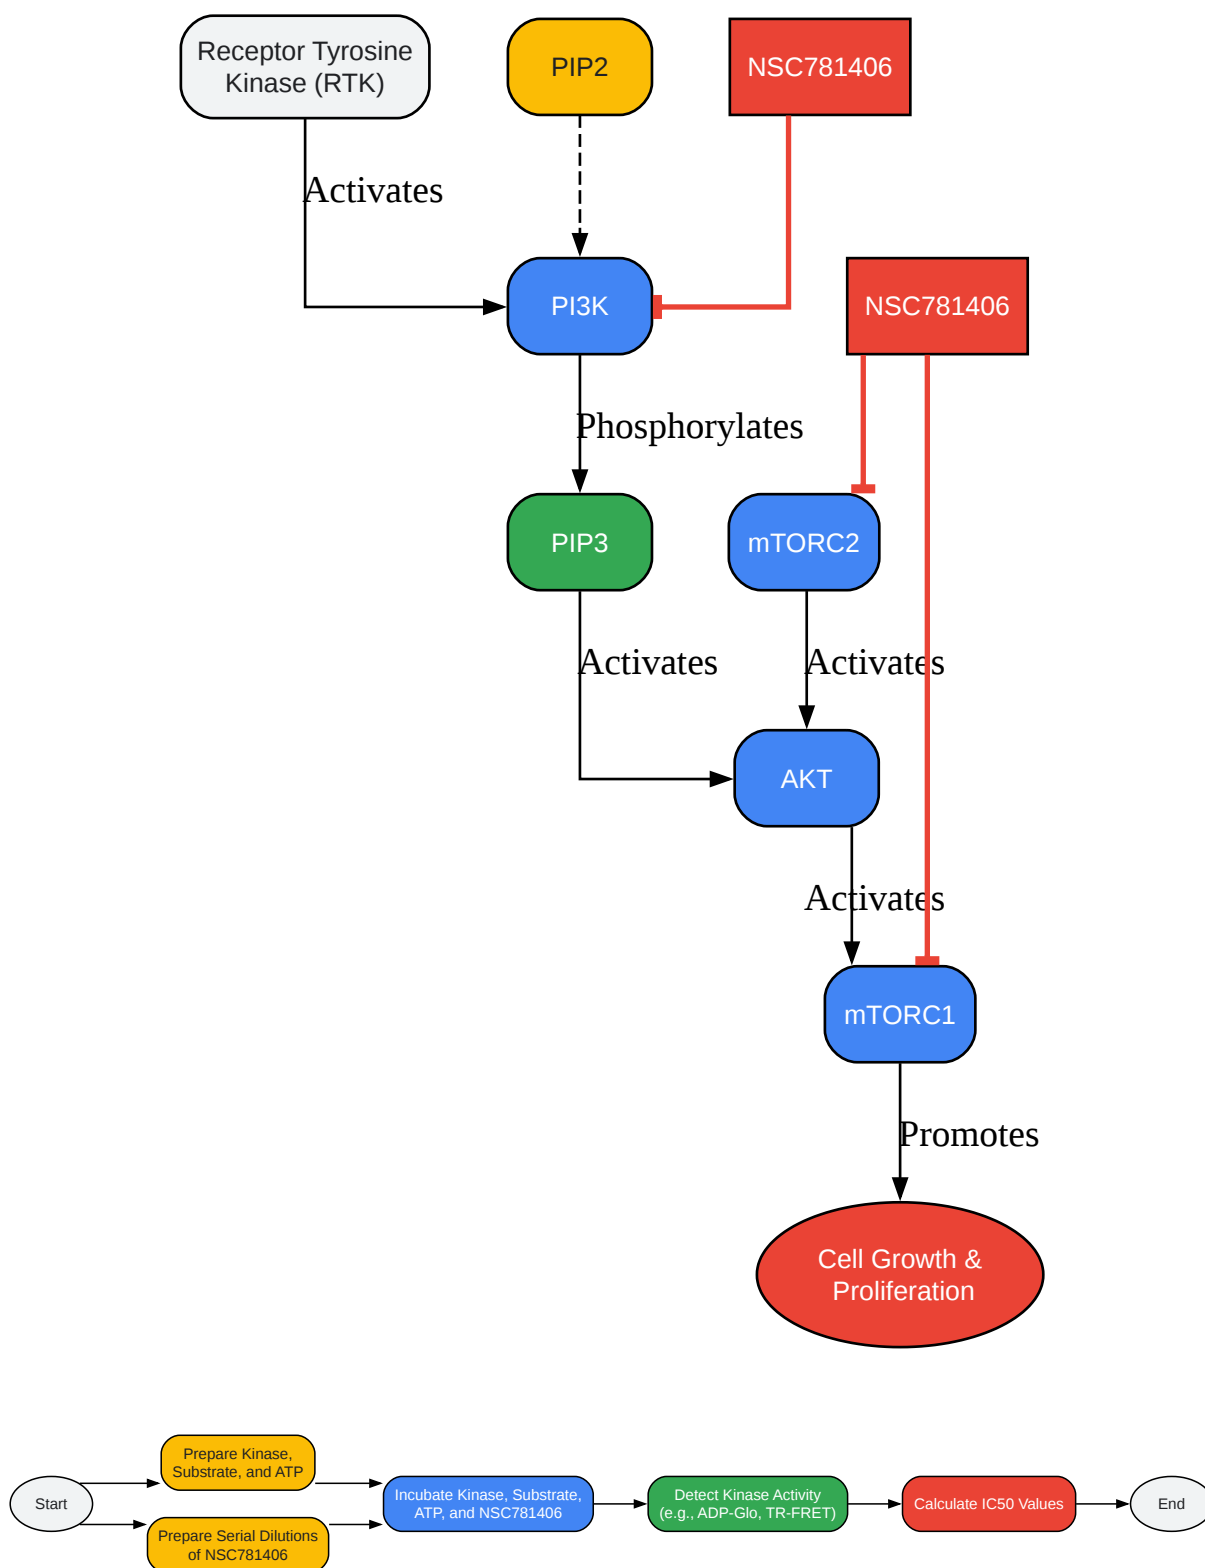 Receptor Tyrosine
Kinase (RTK)
PIP2
NSC781406
Activates
PI3K
NSC781406
Phosphorylates
PIP3
mTORC2
Activates
Activates
AKT
Activates
mTORC1
Promotes
Cell Growth &
Proliferation
Start
Prepare Kinase,
Substrate, and ATP
Prepare Serial Dilutions
of NSC781406
Incubate Kinase, Substrate,
ATP, and NSC781406
Detect Kinase Activity
(e.g., ADP-Glo, TR-FRET)
Calculate IC50 Values
End